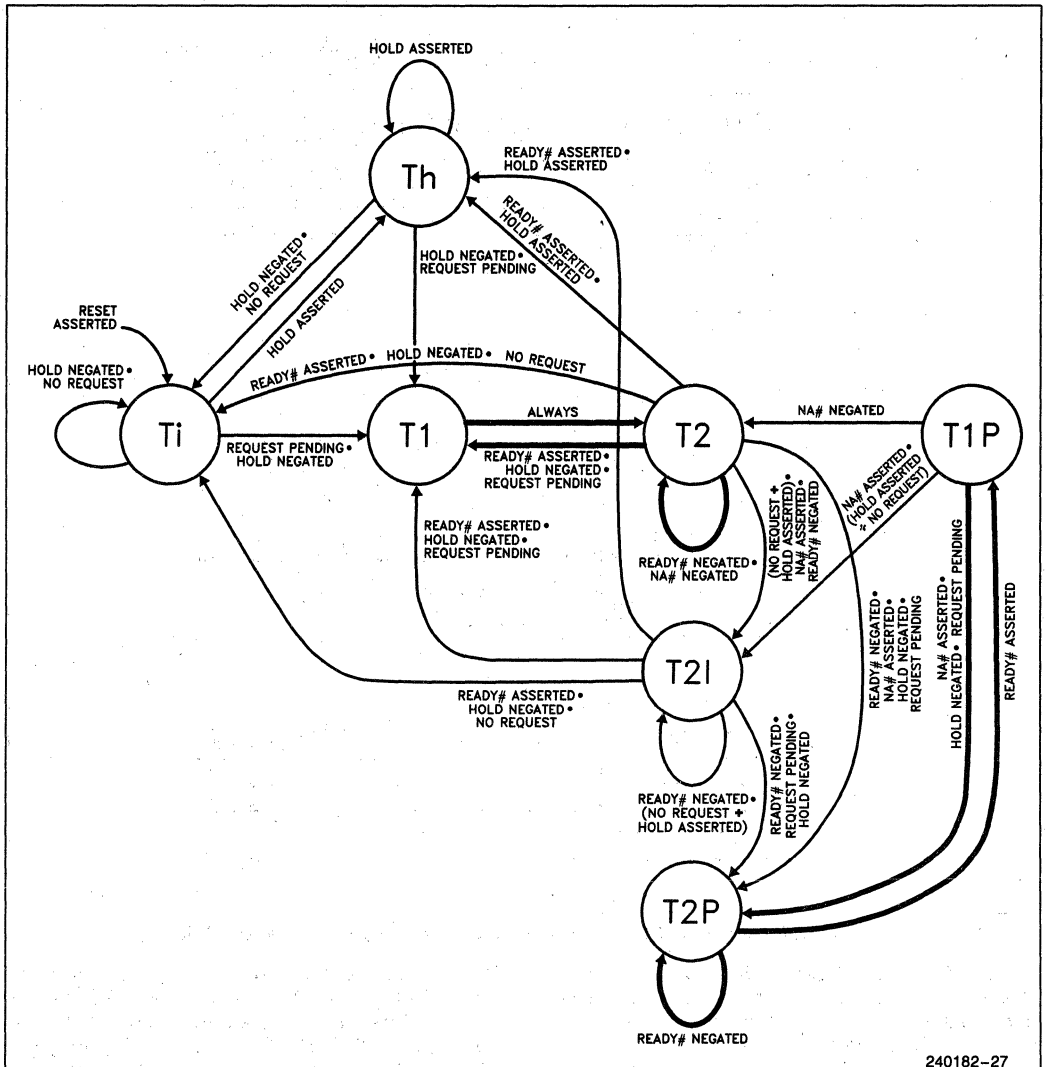 HOLD ASSERTED
Th
READY# ASSERTED•
HOLD ASSERTED
READY# ASSERTED•
HOLD ASSERTED
HOLD NEGATED•
REQUEST PENDING
HOLD NEGATED•
NO REQUEST
HOLD ASSERTED
RESET
ASSERTED
HOLD NEGATED•
NO REQUEST
READY# ASSERTED• HOLD NEGATED• NO REQUEST
Ti
REQUEST PENDING•
HOLD NEGATED
T1
ALWAYS
READY# ASSERTED•
HOLD NEGATED•
REQUEST PENDING
T2
NA# NEGATED
T1P
READY# NEGATED•
NA# NEGATED
(NO REQUEST +
HOLD ASSERTED)•
NA# ASSERTED•
READY# NEGATED
NA# ASSERTED•
(HOLD ASSERTED
+ NO REQUEST)
READY# ASSERTED•
HOLD NEGATED•
REQUEST PENDING
READY# NEGATED•
NA# ASSERTED•
HOLD NEGATED•
REQUEST PENDING
NA# ASSERTED•
HOLD NEGATED• REQUEST PENDING
READY# ASSERTED
T2I
READY# ASSERTED•
HOLD NEGATED•
NO REQUEST
READY# NEGATED•
(NO REQUEST +
HOLD ASSERTED)
READY# NEGATED•
REQUEST PENDING•
HOLD NEGATED
T2P
READY# NEGATED
240182-27